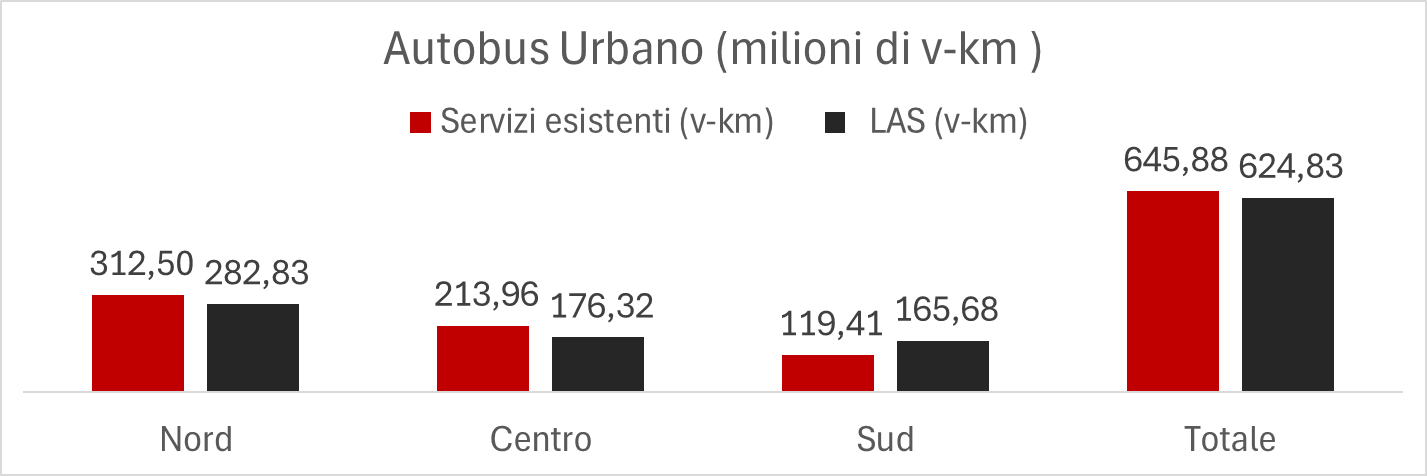 Autobus Urbano (milioni di v-km )
Servizi esistenti (v-km) LAS (v-km)
312,50 282,83 213,96 176,32 119,41 165,68 645,88 624,83
Nord Centro Sud Totale